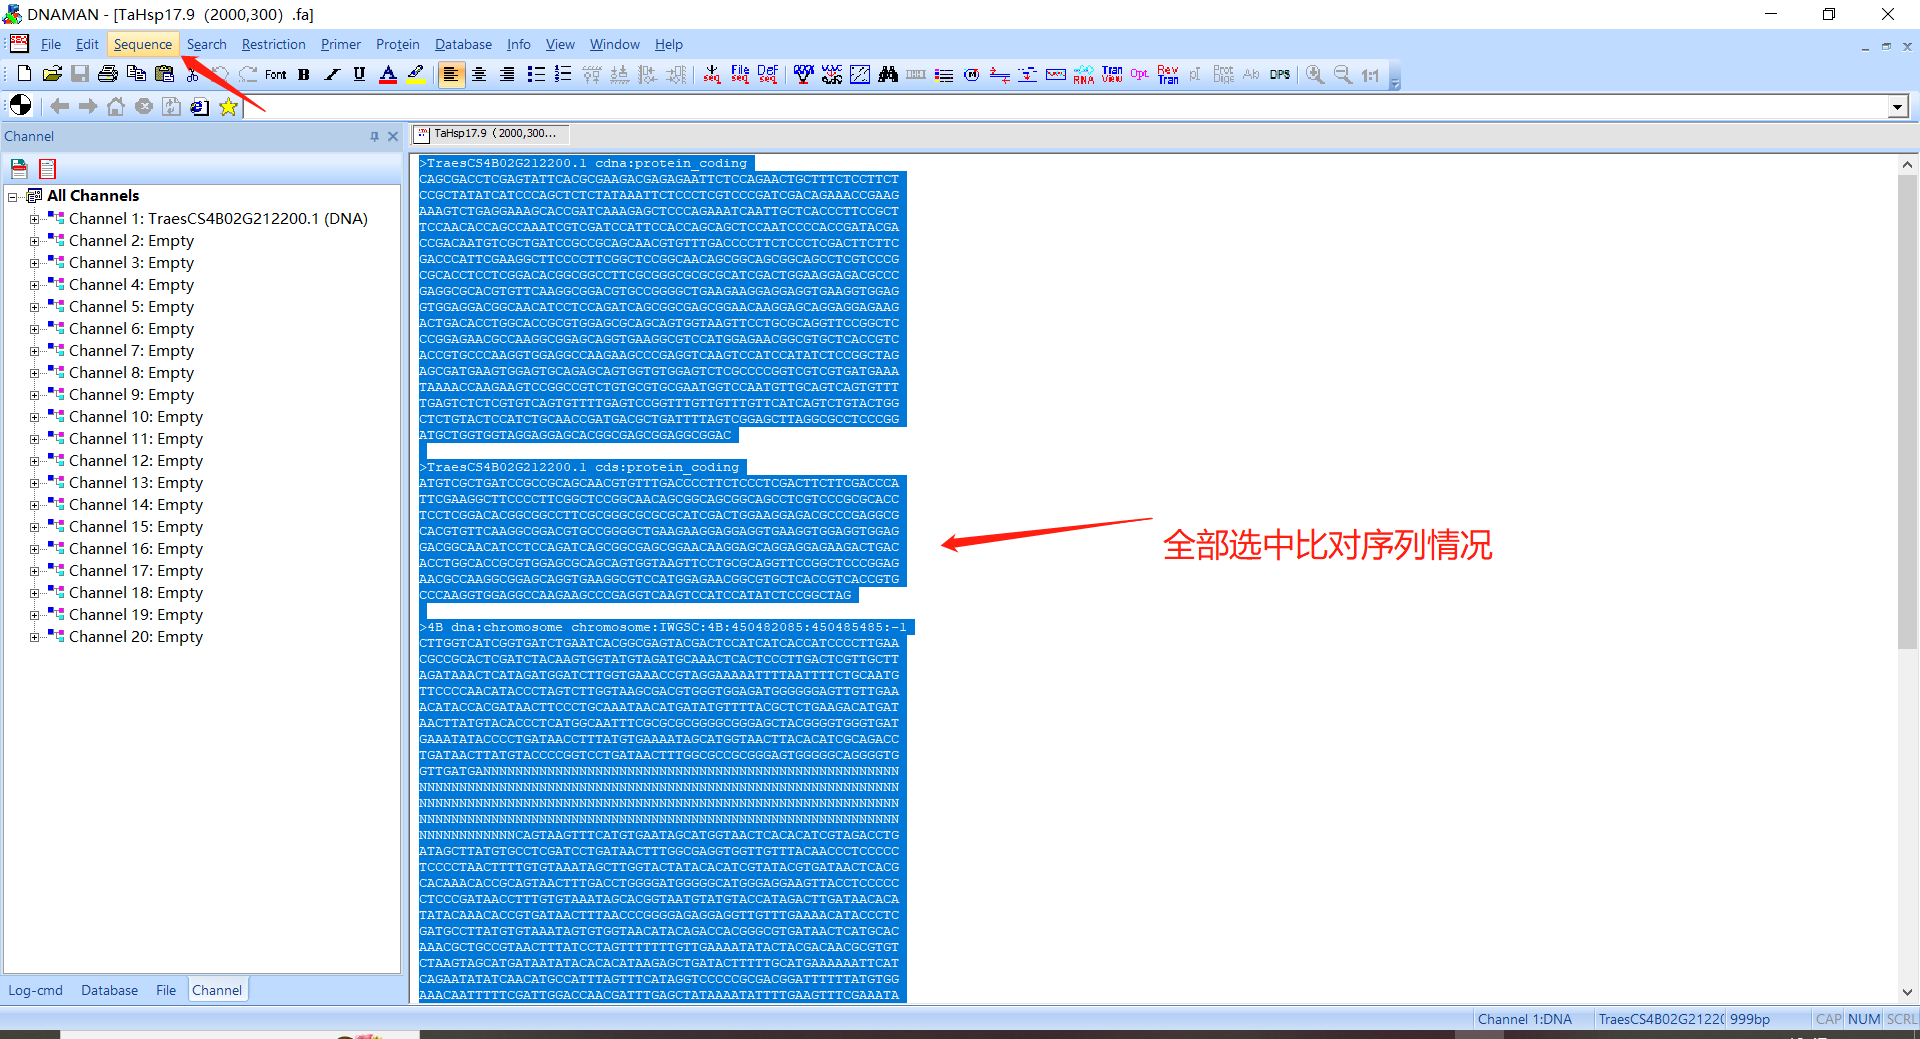 DNAMAN - [TaHsp17.9  (2000,300)  .fa]
File Edit Sequence Search Restriction Primer Protein Database Info View Window Help
Font B I U A
Channel
TaHsp17.9 (2000,300...
All Channels
Channel 1: TraesCS4B02G212200.1 (DNA)
Channel 2: Empty
Channel 3: Empty
Channel 4: Empty
Channel 5: Empty
Channel 6: Empty
Channel 7: Empty
Channel 8: Empty
Channel 9: Empty
Channel 10: Empty
Channel 11: Empty
Channel 12: Empty
Channel 13: Empty
Channel 14: Empty
Channel 15: Empty
Channel 16: Empty
Channel 17: Empty
Channel 18: Empty
Channel 19: Empty
Channel 20: Empty
>TraesCS4B02G212200.1 cdna:protein_coding
CAGCGACCTCGAGTATTCACGCGAAGACGAGAGAATTCTCCAGAACTGCTTTCTCCTTCT
CCGCTATATCATCCCAGCTCTCTATAAATTCTCCCTCGTCCCGATCGACAGAAACCGAAG
AAAGTCTGAGGAAAGCACCGATCAAAGAGCTCCCAGAAATCAATTGCTCACCCTTCCGCT
TCCAACACCAGCCAAATCGTCGATCCATTCCACCAGCAGCTCCAATCCCCACCGATACGA
CCGACAATGTCGCTGATCCGCCGCAGCAACGTGTTTGACCCCTTCTCCCTCGACTTCTTC
GACCCATTCGAAGGCTTCCCCTTCGGCTCCGGCAACAGCGGCAGCGGCAGCCTCGTCCCG
CGCACCTCCTCGGACACGGCGGCCTTCGCGGGCGCGCGCATCGACTGGAAGGAGACGCCC
GAGGCGCACGTGTTCAAGGCGGACGTGCCGGGGCTGAAGAAGGAGGAGGTGAAGGTGGAG
GTGGAGGACGGCAACATCCTCCAGATCAGCGGCGAGCGGAACAAGGAGCAGGAGGAGAAG
ACTGACACCTGGCACCGCGTGGAGCGCAGCAGTGGTAAGTTCCTGCGCAGGTTCCGGCTC
CCGGAGAACGCCAAGGCGGAGCAGGTGAAGGCGTCCATGGAGAACGGCGTGCTCACCGTC
ACCGTGCCCAAGGTGGAGGCCAAGAAGCCCGAGGTCAAGTCCATCCATATCTCCGGCTAG
AGCGATGAAGTGGAGTGCAGAGCAGTGGTGTGGAGTCTCGCCCCGGTCGTCGTGATGAAA
TAAAACCAAGAAGTCCGGCCGTCTGTGCGTGCGAATGGTCCAATGTTGCAGTCAGTGTTT
TGAGTCTCTCGTGTCAGTGTTTTGAGTCCGGTTTGTTGTTTGTTCATCAGTCTGTACTGG
CTCTGTACTCCATCTGCAACCGATGACGCTGATTTTAGTCGGAGCTTAGGCGCCTCCCGG
ATGCTGGTGGTAGGAGGAGCACGGCGAGCGGAGGCGGAC
>TraesCS4B02G212200.1 cds:protein_coding
ATGTCGCTGATCCGCCGCAGCAACGTGTTTGACCCCTTCTCCCTCGACTTCTTCGACCCA
TTCGAAGGCTTCCCCTTCGGCTCCGGCAACAGCGGCAGCGGCAGCCTCGTCCCGCGCACC
TCCTCGGACACGGCGGCCTTCGCGGGCGCGCGCATCGACTGGAAGGAGACGCCCGAGGCG
CACGTGTTCAAGGCGGACGTGCCGGGGCTGAAGAAGGAGGAGGTGAAGGTGGAGGTGGAG
GACGGCAACATCCTCCAGATCAGCGGCGAGCGGAACAAGGAGCAGGAGGAGAAGACTGAC
ACCTGGCACCGCGTGGAGCGCAGCAGTGGTAAGTTCCTGCGCAGGTTCCGGCTCCCGGAG
AACGCCAAGGCGGAGCAGGTGAAGGCGTCCATGGAGAACGGCGTGCTCACCGTCACCGTG
CCCAAGGTGGAGGCCAAGAAGCCCGAGGTCAAGTCCATCCATATCTCCGGCTAG
>4B dna:chromosome chromosome:IWGSC:4B:450482085:450485485:-1
CTTGGTCATCGGTGATCTGAATCACGGCGAGTACGACTCCATCATCACCATCCCCTTGAA
CGCCGCACTCGATCTACAAGTGGTATGTAGATGCAAACTCACTCCCTTGACTCGTTGCTT
AGATAAACTCATAGATGGATCTTGGTGAAACCGTAGGAAAAATTTTAATTTTCTGCAATG
TTCCCCAACATACCCTAGTCTTGGTAAGCGACGTGGGTGGAGATGGGGGGAGTTGTTGAA
ACATACCACGATAACTTCCCTGCAAATAACATGATATGTTTTACGCTCTGAAGACATGAT
AACTTATGTACACCCTCATGGCAATTTCGCGCGCGGGGCGGGAGCTACGGGGTGGGTGAT
GAAATATACCCCTGATAACCTTTATGTGAAAATAGCATGGTAACTTACACATCGCAGACC
TGATAACTTATGTACCCCGGTCCTGATAACTTTGGCGCCGCGGGAGTGGGGGCAGGGGTG
GTTGATGANNNNNNNNNNNNNNNNNNNNNNNNNNNNNNNNNNNNNNNNNNNNNNNNNNNN
NNNNNNNNNNNNNNNNNNNNNNNNNNNNNNNNNNNNNNNNNNNNNNNNNNNNNNNNNNNN
NNNNNNNNNNNNNNNNNNNNNNNNNNNNNNNNNNNNNNNNNNNNNNNNNNNNNNNNNNNN
NNNNNNNNNNNNNNNNNNNNNNNNNNNNNNNNNNNNNNNNNNNNNNNNNNNNNNNNNNNN
NNNNNNNNNNNNCAGTAAGTTTCATGTGAATAGCATGGTAACTCACACATCGTAGACCTG
ATAGCTTATGTGCCTCGATCCTGATAACTTTGGCGAGGTGGTTGTTTACAACCCTCCCCC
TCCCCTAACTTTTGTGTAAATAGCTTGGTACTATACACATCGTATACGTGATAACTCACG
CACAAACACCGCAGTAACTTTGACCTGGGGATGGGGGCATGGGAGGAAGTTACCTCCCCC
CTCCCGATAACCTTTGTGTAAATAGCACGGTAATGTATGTACCATAGACTTGATAACACA
TATACAAACACCGTGATAACTTTAACCCGGGGAGAGGAGGTTGTTTGAAAACATACCCTC
GATGCCTTATGTGTAAATAGTGTGGTAACATACAGACCACGGGCGTGATAACTCATGCAC
AAACGCTGCCGTAACTTTATCCTAGTTTTTTTGTTGAAAATATACTACGACAACGCGTGT
CTAAGTAGCATGATAATATACACACATAAGAGCTGATACTTTTTGCATGAAAAAATTCAT
CAGAATATATCAACATGCCATTTAGTTTCATAGGTCCCCCGCGACGGATTTTTTATGTGG
AAACAATTTTTCGATTGGACCAACGATTTGAGCTATAAAATATTTTGAAGTTTCGAAATA
全部选中比对序列情况
Log-cmd Database File Channel
Channel 1:DNA TraesCS4B02G2122 999bp CAP NUM SCRL